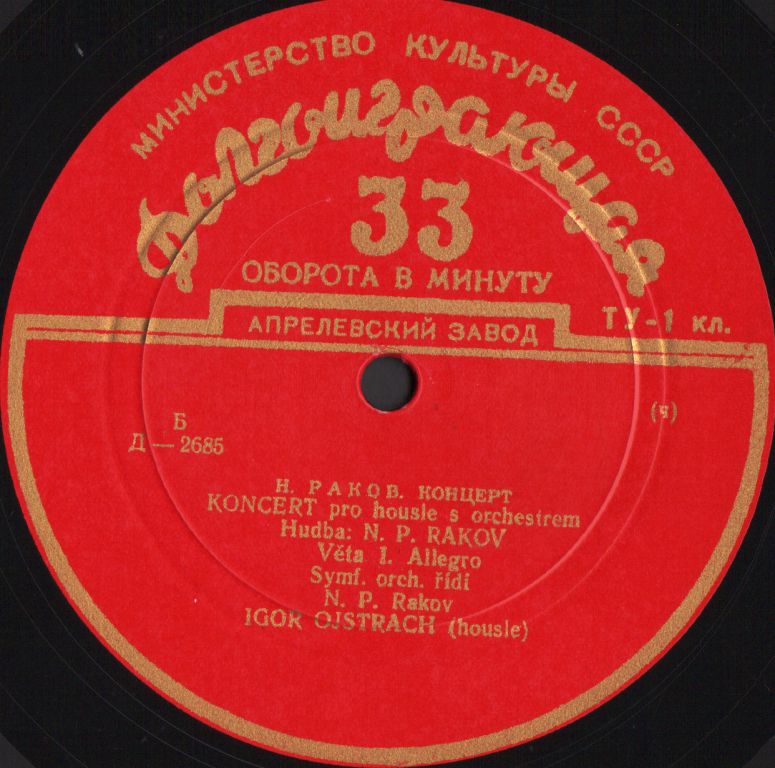 МИНИСТЕРСТВО КУЛЬТУРЫ СССР
Долгоиграющая
33
ОБОРОТА В МИНУТУ
АПРЕЛЕВСКИЙ ЗАВОД
ТУ-1 кл.
Б
Д — 2685
(ч)
Н. РАКОВ. КОНЦЕРТ
KONCERT pro housle s orchestrem
Hudba: N. P. RAKOV
Věta I. Allegro
Symf. orch. řídí
N. P. Rakov
IGOR OJSTRACH (housle)